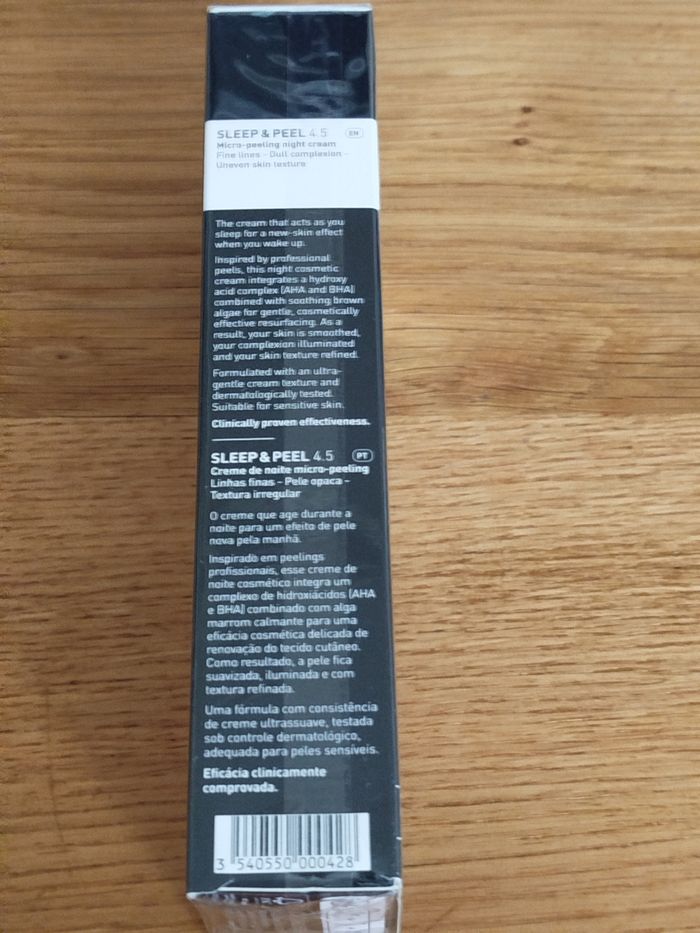 SLEEP & PEEL 4.5 EN
Micro-peeling night cream
Fine lines - Dull complexion -
Uneven skin texture
The cream that acts as you
sleep for a new-skin effect
when you wake up.
Inspired by professional
peels, this night cosmetic
cream integrates a hydroxy
acid complex (AHA and BHA)
combined with soothing brown
algae for gentle, cosmetically
effective resurfacing. As a
result, your skin is smoothed,
your complexion illuminated
and your skin texture refined.
Formulated with an ultra-
gentle cream texture and
dermatologically tested.
Suitable for sensitive skin.
Clinically proven effectiveness.
SLEEP & PEEL 4.5 PT
Creme de noite micro-peeling
Linhas finas - Pele opaca -
Textura irregular
O creme que age durante a
noite para um efeito de pele
nova pela manhã.
Inspirado em peelings
profissionais, esse creme de
noite cosmético integra um
complexo de hidroxiácidos (AHA
e BHA) combinado com alga
marrom calmante para uma
eficácia cosmética delicada de
renovação do tecido cutâneo.
Como resultado, a pele fica
suavizada, iluminada e com
textura refinada.
Uma fórmula com consistência
de creme ultrassuave, testada
sob controle dermatológico,
adequada para peles sensíveis.
Eficácia clinicamente
comprovada.
3 540550 000428